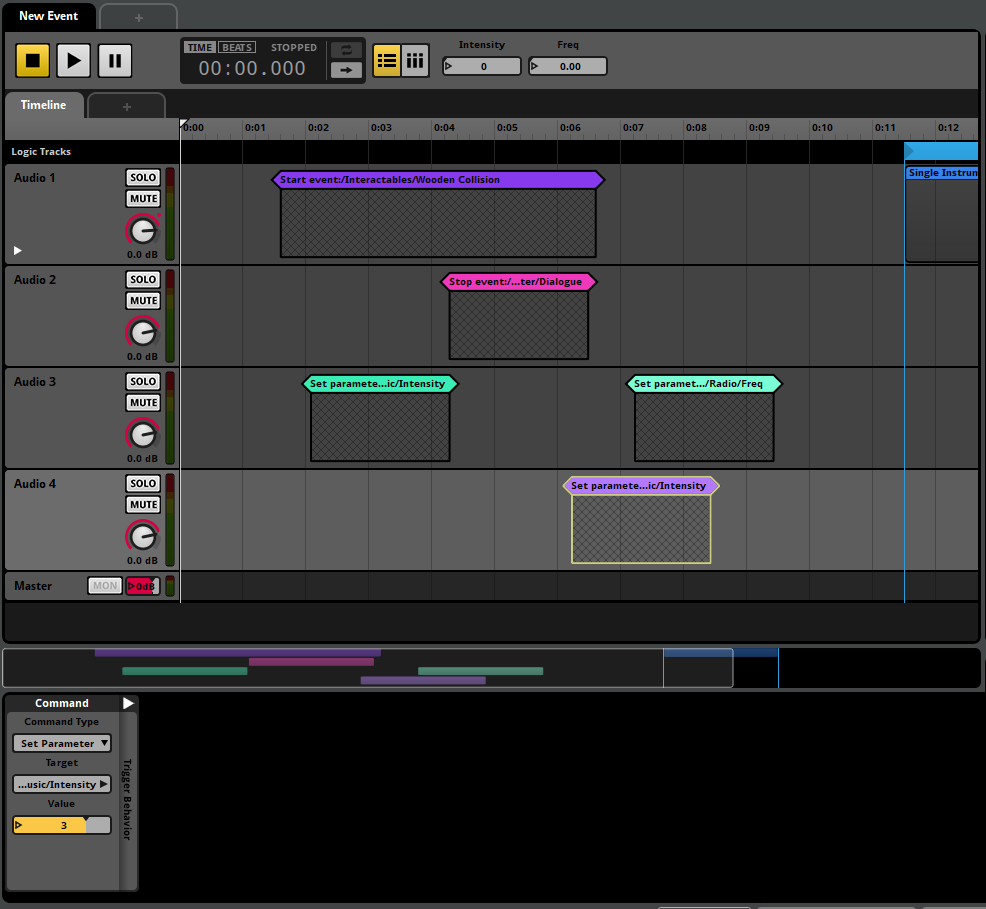 New Event +
TIME BEATS STOPPED
00:00.000
Intensity Freq
0 0.00
Timeline +
0:00 0:01 0:02 0:03 0:04 0:05 0:06 0:07 0:08 0:09 0:10 0:11 0:12
Logic Tracks
Audio 1 SOLO
MUTE
0.0 dB
Start event:/Interactables/Wooden Collision
Single Instrun
Audio 2 SOLO
MUTE
0.0 dB
Stop event:/...ter/Dialogue
Audio 3 SOLO
MUTE
0.0 dB
Set paramete...ic/Intensity Set paramet.../Radio/Freq
Audio 4 SOLO
MUTE
0.0 dB
Set paramete...ic/Intensity
Master MON 0dB
Command
Command Type
Set Parameter
Target
...usic/Intensity
Value
3
Trigger Behavior